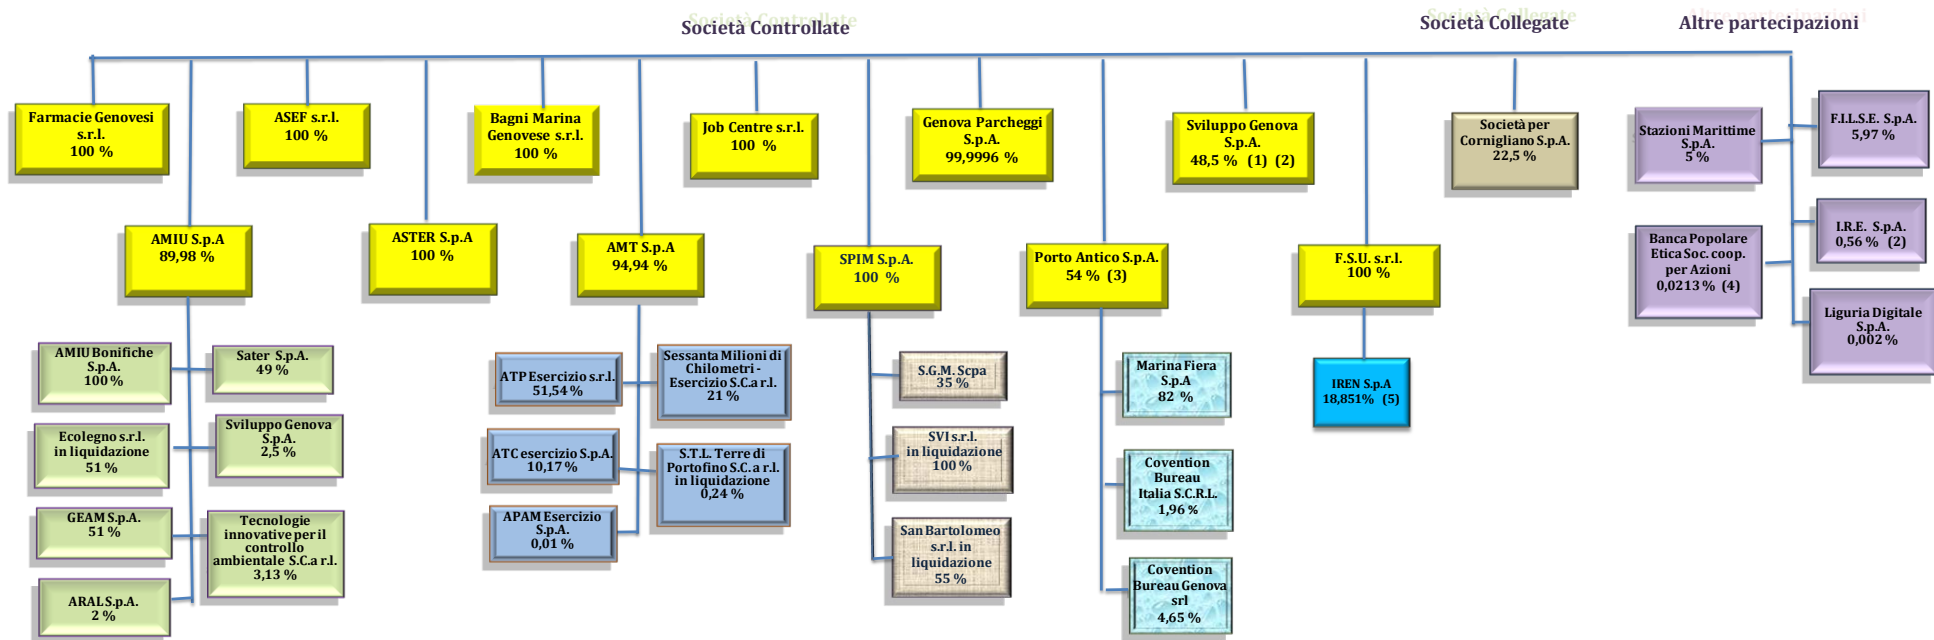 Società Controllate
Società Collegate
Altre partecipazioni
Farmacie Genovesi
s.r.l.
100 %
ASEF s.r.l.
100 %
Bagni Marina
Genovese s.r.l.
100 %
Job Centre s.r.l.
100 %
Genova Parcheggi
S.p.A.
99,9996 %
Sviluppo Genova
S.p.A.
48,5 % (1) (2)
Società per
Cornigliano S.p.A.
22,5 %
Stazioni Marittime
S.p.A.
5 %
F.I.L.S.E. S.p.A.
5,97 %
AMIU S.p.A
89,98 %
ASTER S.p.A
100 %
AMT S.p.A
94,94 %
SPIM S.p.A.
100 %
Porto Antico S.p.A.
54 % (3)
F.S.U. s.r.l.
100 %
Banca Popolare
Etica Soc. coop.
per Azioni
0,0213 % (4)
I.R.E. S.p.A.
0,56 % (2)
Liguria Digitale
S.p.A.
0,002 %
AMIU Bonifiche
S.p.A.
100 %
Sater S.p.A.
49 %
Ecolegno s.r.l.
in liquidazione
51 %
Sviluppo Genova
S.p.A.
2,5 %
GEAM S.p.A.
51 %
Tecnologie
innovative per il
controllo
ambientale S.C.a r.l.
3,13 %
ARAL S.p.A.
2 %
ATP Esercizio s.r.l.
51,54 %
Sessanta Milioni di
Chilometri -
Esercizio S.C.a r.l.
21 %
ATC esercizio S.p.A.
10,17 %
S.T.L. Terre di
Portofino S.C. a r.l.
in liquidazione
0,24 %
APAM Esercizio
S.p.A.
0,01 %
S.G.M. Scpa
35 %
SVI s.r.l.
in liquidazione
100 %
San Bartolomeo
s.r.l. in
liquidazione
55 %
Marina Fiera
S.p.A
82 %
Covention
Bureau
Italia S.C.R.L.
1,96 %
Covention
Bureau Genova
srl
4,65 %
IREN S.p.A
18,851% (5)